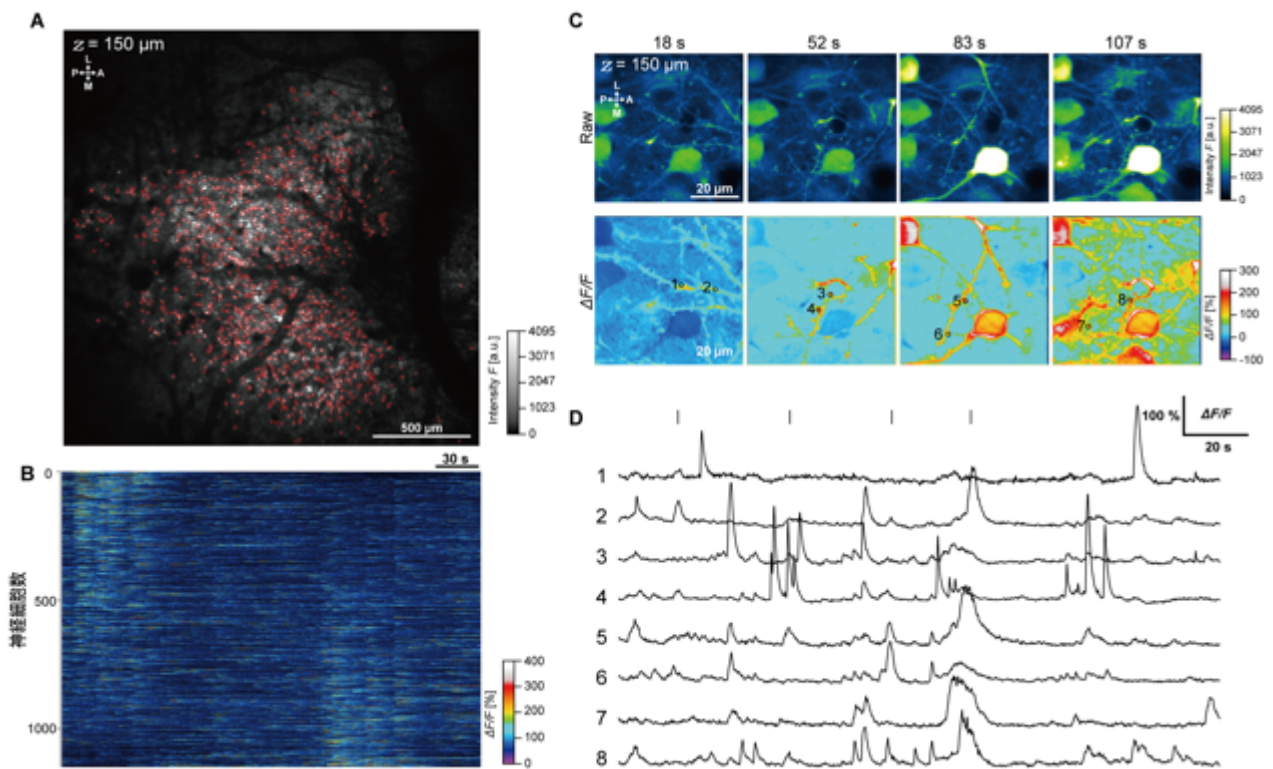 A
z = 150 µm
L
P A
M
4095
3071
2047
1023
0
Intensity F [a.u.]
500 µm
B
30 s
0
500
1000
神経細胞数
400
300
200
100
0
ΔF/F [%]
C
18 s 52 s 83 s 107 s
Raw
z = 150 µm
L
P A
M
20 µm
4095
3071
2047
1023
0
Intensity F [a.u.]
ΔF/F
1 2
3
4
5
6
7
8
20 µm
300
200
100
0
-100
ΔF/F [%]
D
100 % ΔF/F
20 s
1
2
3
4
5
6
7
8